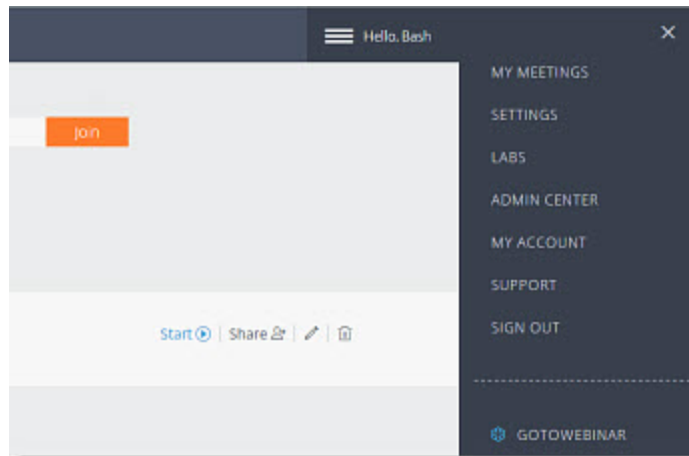 Hello, Bash
MY MEETINGS
SETTINGS
Join
LABS
ADMIN CENTER
MY ACCOUNT
SUPPORT
Start | Share | |
SIGN OUT
GOTOWEBINAR